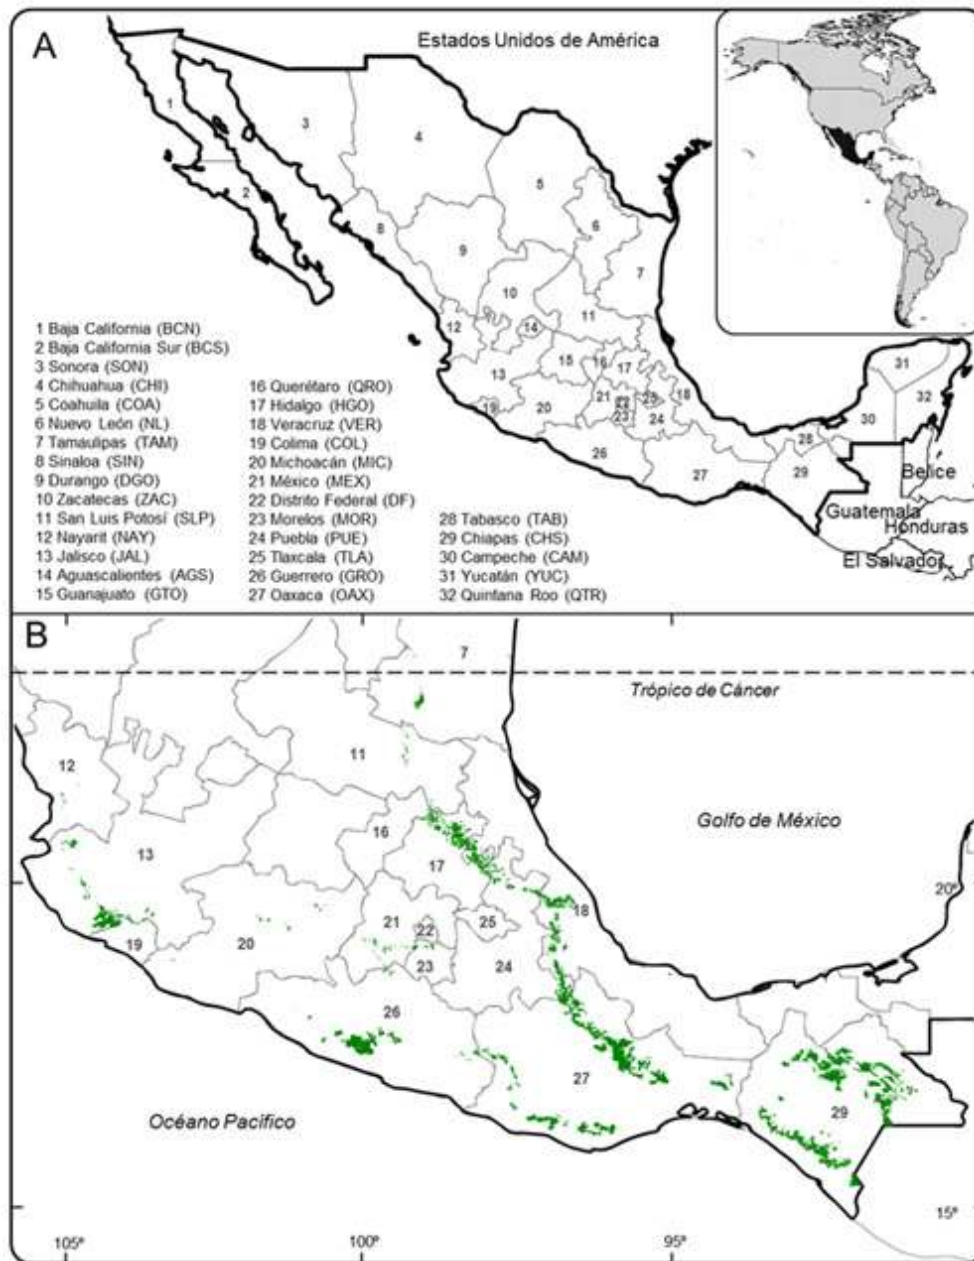 A
Estados Unidos de América
1
2
3
4
5
6
7
8
9
10
11
12
13
14
15
16
17
18
19
20
21
22
23
24
25
26
27
28
29
30
31
32
Belice
Guatemala
Honduras
El Salvador
1 Baja California (BCN)
2 Baja California Sur (BCS)
3 Sonora (SON)
4 Chihuahua (CHI)
5 Coahuila (COA)
6 Nuevo León (NL)
7 Tamaulipas (TAM)
8 Sinaloa (SIN)
9 Durango (DGO)
10 Zacatecas (ZAC)
11 San Luis Potosí (SLP)
12 Nayarit (NAY)
13 Jalisco (JAL)
14 Aguascalientes (AGS)
15 Guanajuato (GTO)
16 Querétaro (QRO)
17 Hidalgo (HGO)
18 Veracruz (VER)
19 Colima (COL)
20 Michoacán (MIC)
21 México (MEX)
22 Distrito Federal (DF)
23 Morelos (MOR)
24 Puebla (PUE)
25 Tlaxcala (TLA)
26 Guerrero (GRO)
27 Oaxaca (OAX)
28 Tabasco (TAB)
29 Chiapas (CHS)
30 Campeche (CAM)
31 Yucatán (YUC)
32 Quintana Roo (QTR)
B
7
Trópico de Cáncer
11
12
Golfo de México
16
13
17
20º
18
21
22
25
19
20
23
24
26
27
29
Océano Pacífico
15º
105º
100º
95º